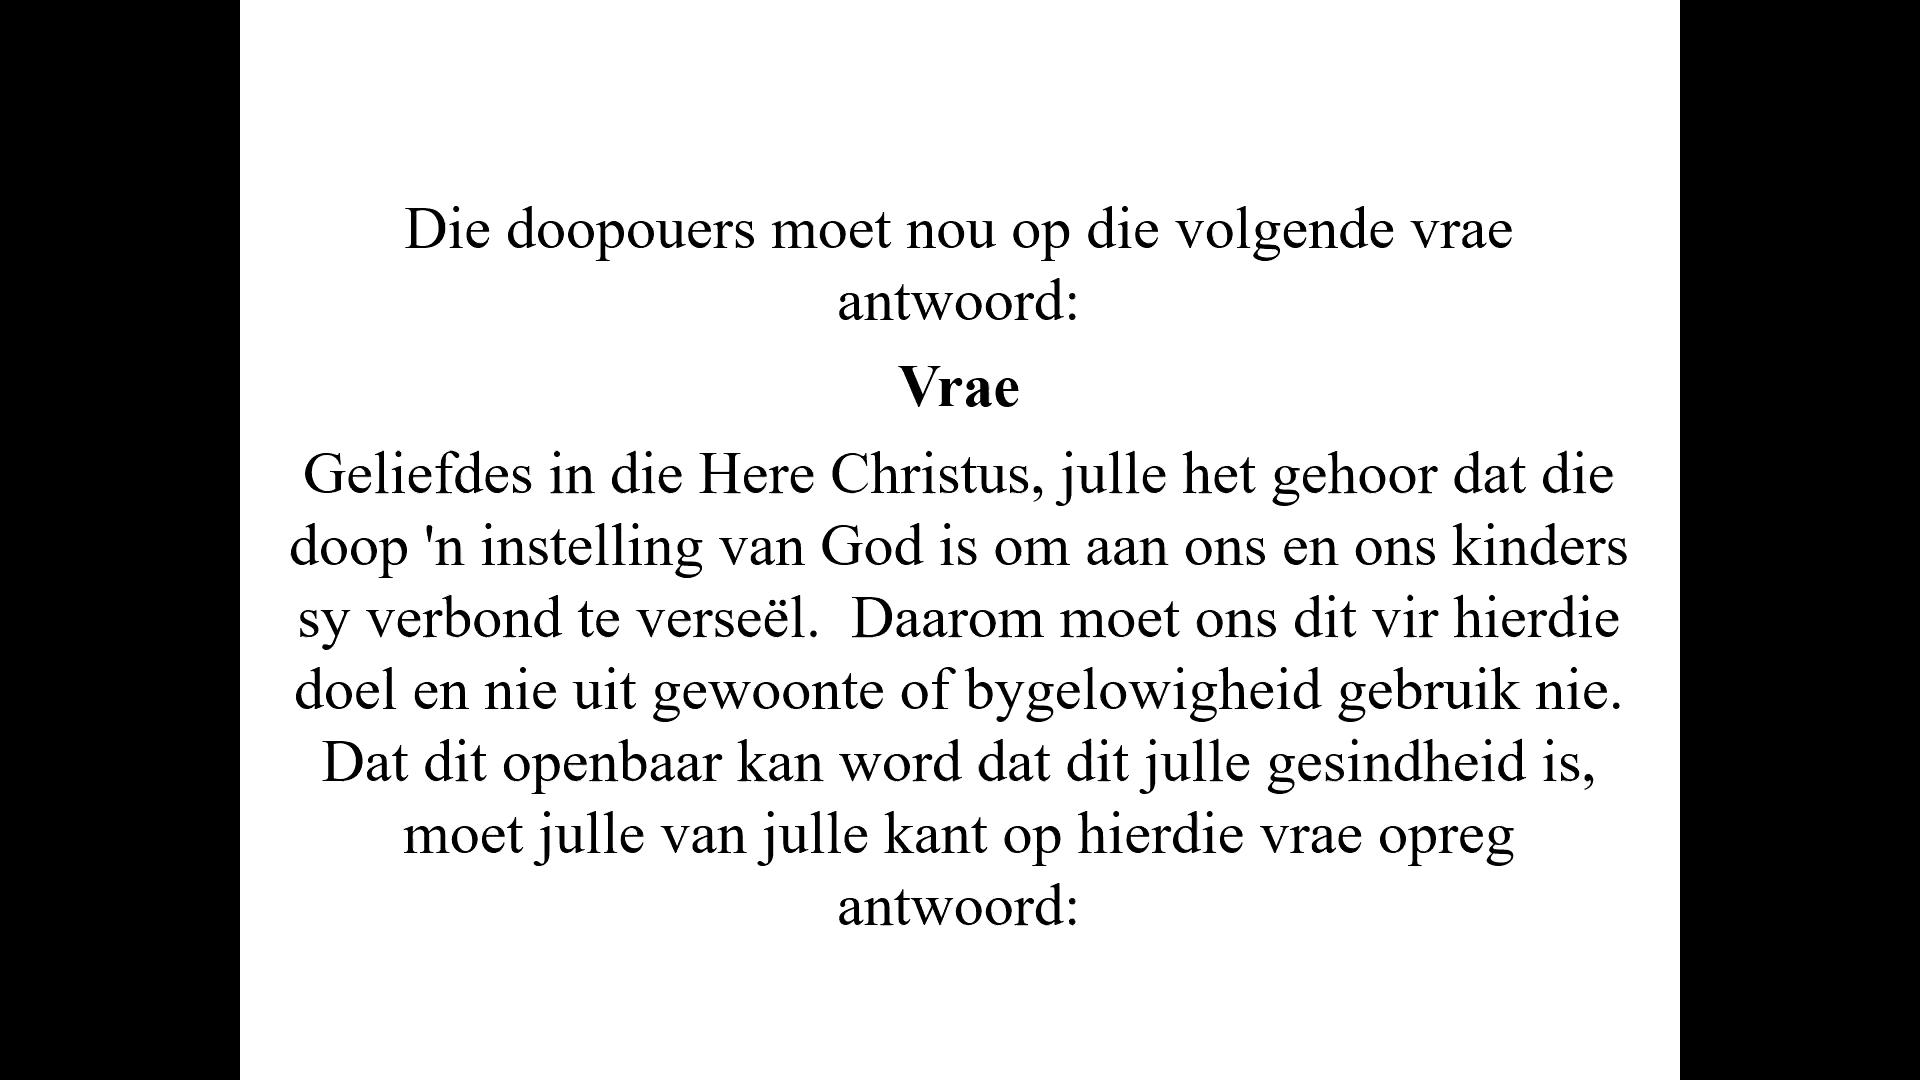 Die doopouers moet nou op die volgende vrae
antwoord:
Vrae
Geliefdes in die Here Christus, julle het gehoor dat die
doop 'n instelling van God is om aan ons en ons kinders
sy verbond te verseël.  Daarom moet ons dit vir hierdie
doel en nie uit gewoonte of bygelowigheid gebruik nie.
Dat dit openbaar kan word dat dit julle gesindheid is,
moet julle van julle kant op hierdie vrae opreg
antwoord: